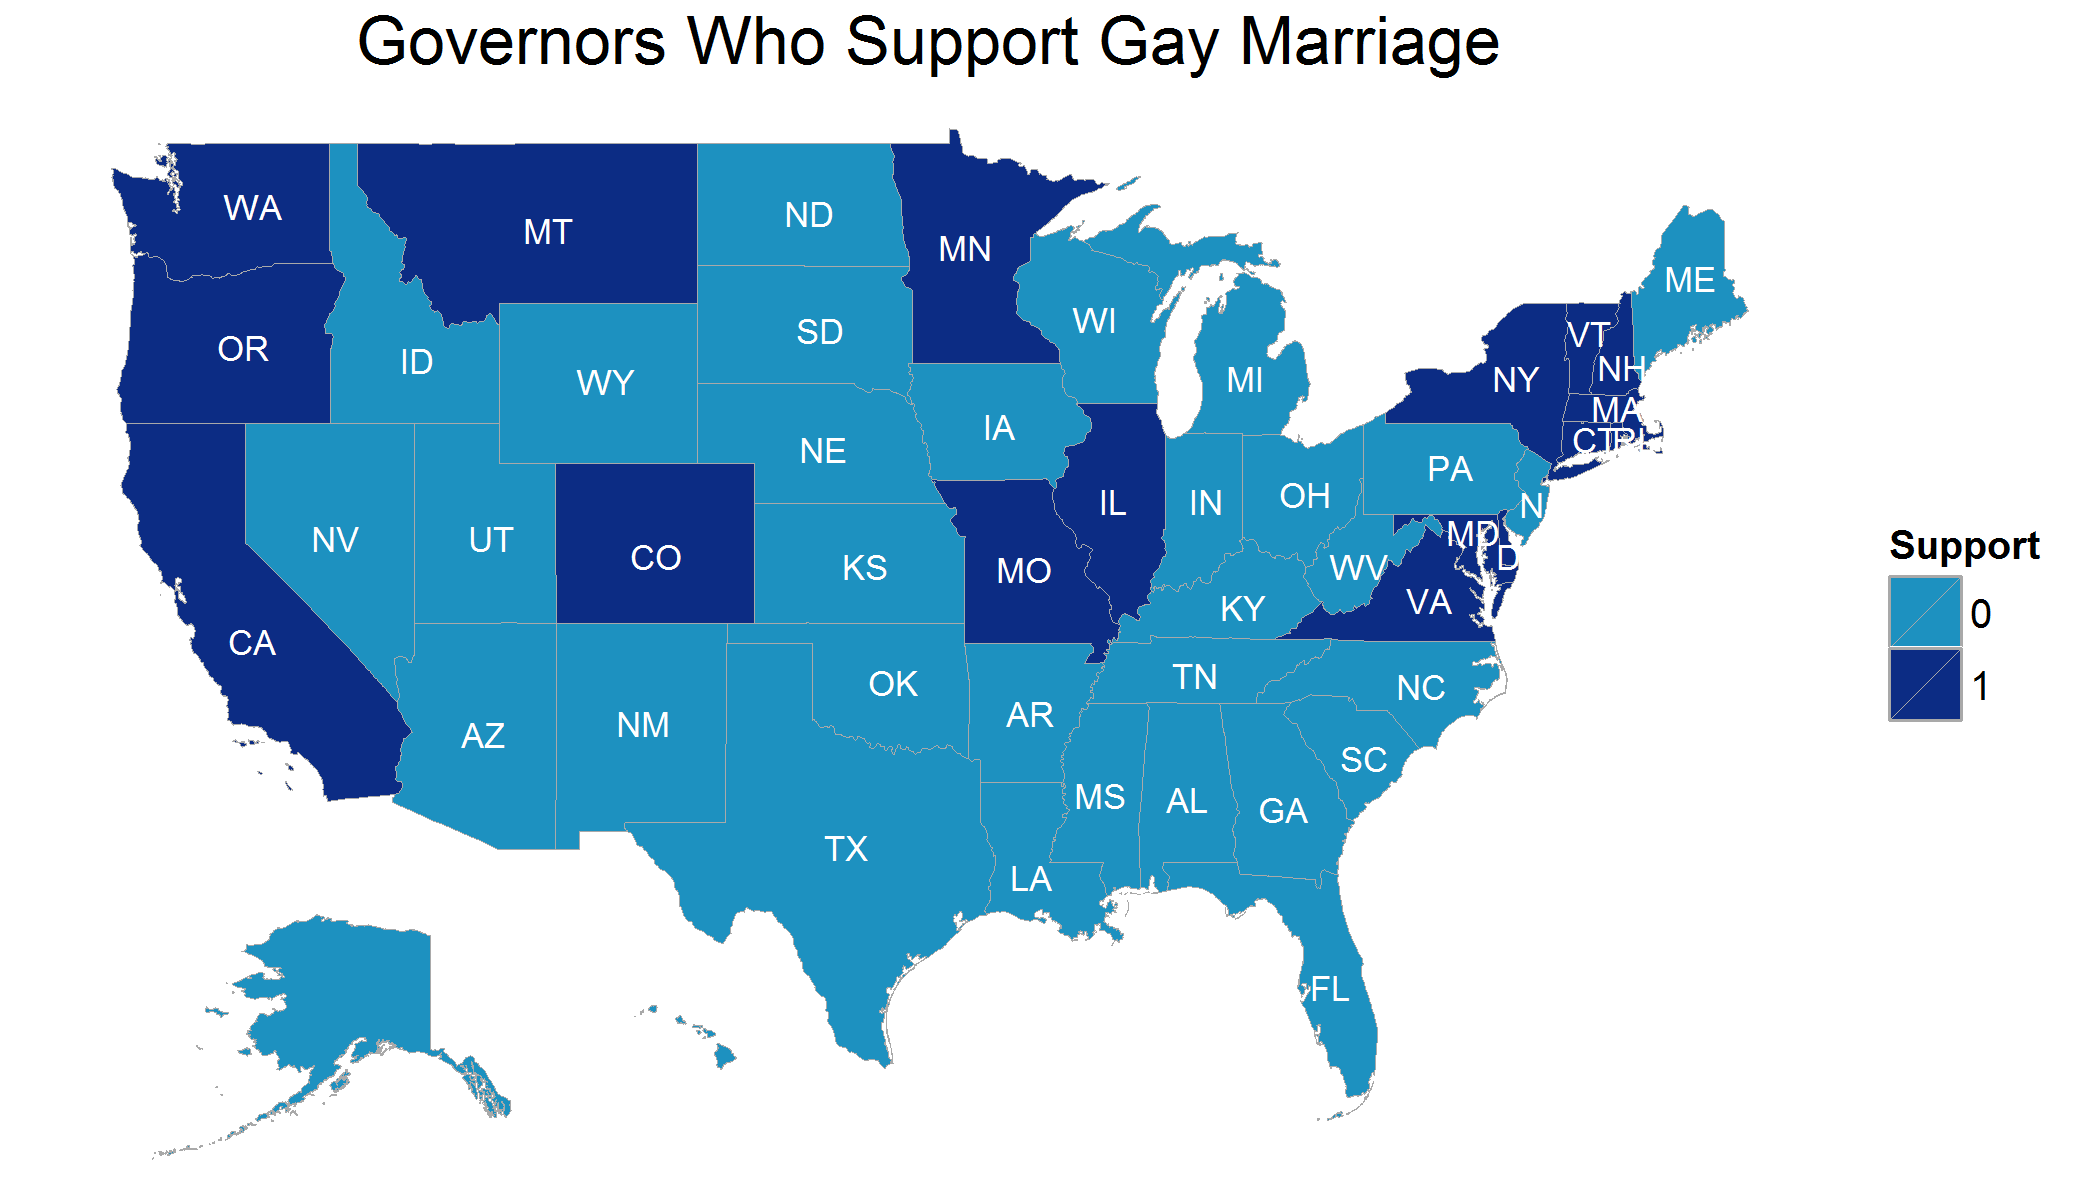 Governors Who Support Gay Marriage
WA
MT
ND
MN
ME
OR
ID
WY
SD
WI
MI
NY
VT
NH
MA
CT
RI
IA
NE
PA
N
NV
UT
CO
KS
MO
IL
IN
OH
WV
MD
D
VA
KY
CA
AZ
NM
OK
AR
TN
NC
SC
TX
LA
MS
AL
GA
FL
Support
0
1